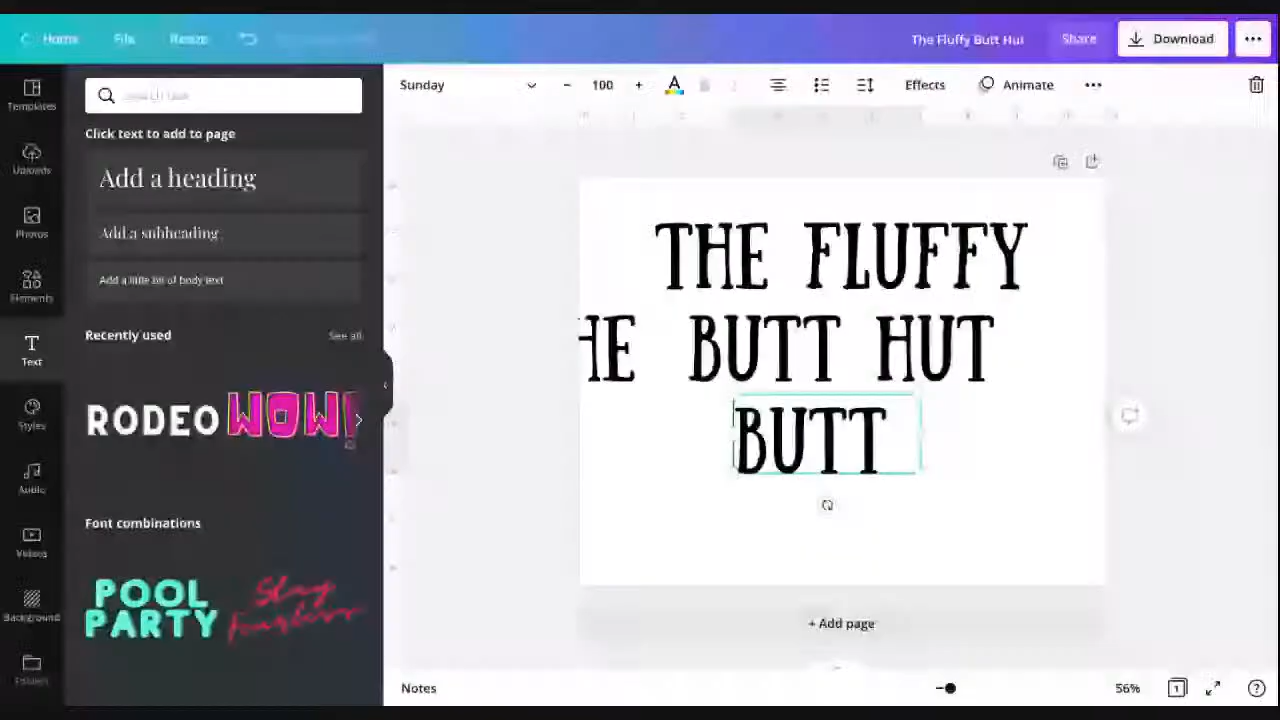 Home File Resize The Fluffy Butt Hut Share Download
Sunday 100 A Effects Animate
Templates
Uploads
Photos
Elements
Text
Styles
Audio
Videos
Background
Folders
Click text to add to page
Add a heading
Add a subheading
Add a little bit of body text
Recently used See all
RODEO WOW!
Font combinations
POOL
PARTY
THE FLUFFY
HE BUTT HUT
BUTT
+ Add page
Notes 56% 1 ?